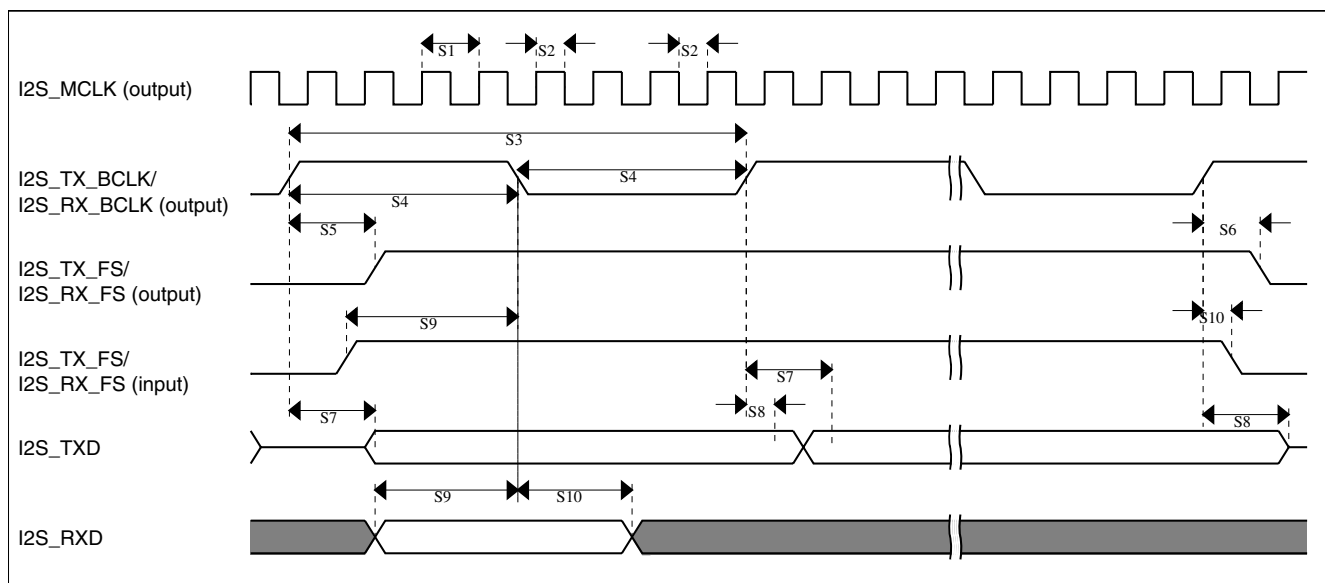 S1
S2
S2
I2S_MCLK (output)
S3
I2S_TX_BCLK/
I2S_RX_BCLK (output)
S4
S4
S5
S6
I2S_TX_FS/
I2S_RX_FS (output)
S9
S10
I2S_TX_FS/
I2S_RX_FS (input)
S7
S7
S8
S8
I2S_TXD
S9
S10
I2S_RXD